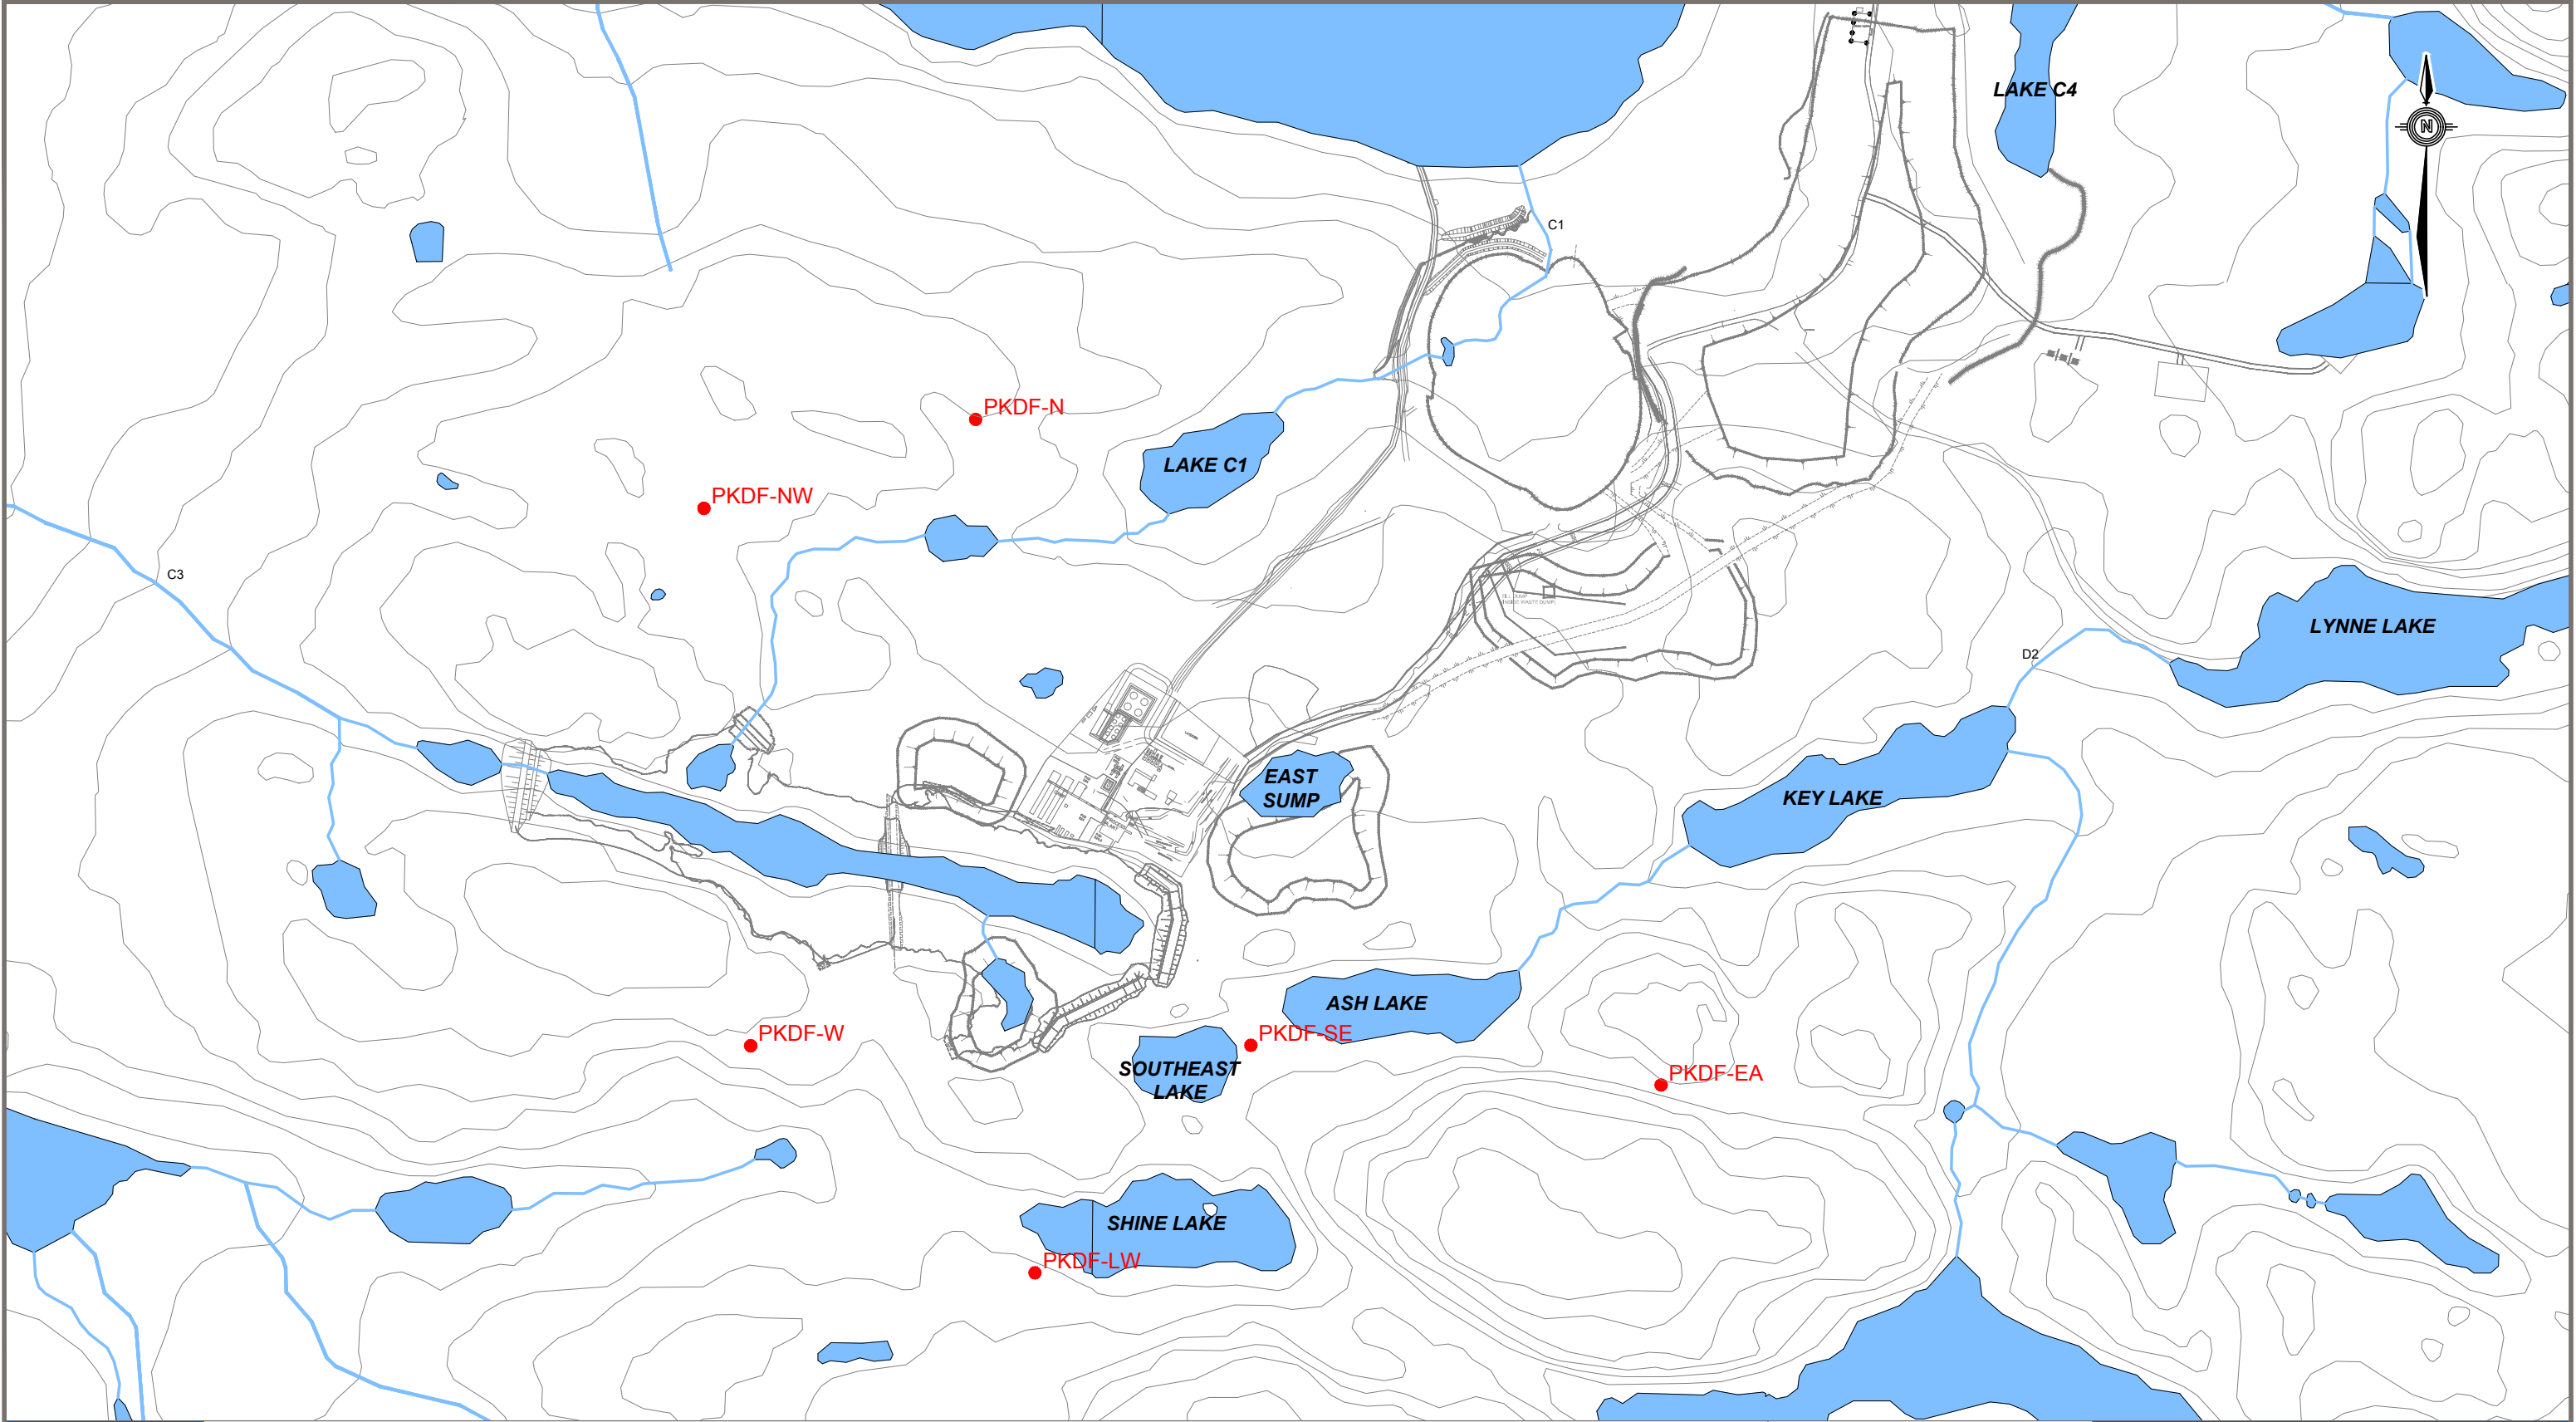 LAKE C4
N
C1
PKDF-N
LAKE C1
PKDF-NW
C3
LYNNE LAKE
D2
EAST
SUMP
KEY LAKE
ASH LAKE
PKDF-W
PKDF-SE
SOUTHEAST
LAKE
PKDF-EA
SHINE LAKE
PKDF-LW